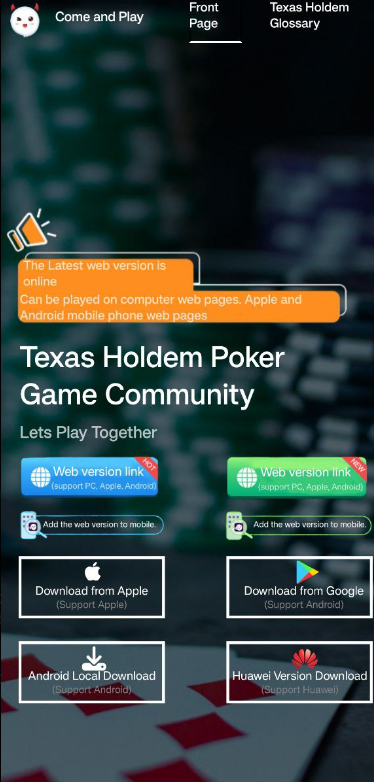 Come and Play
Front
Page
Texas Holdem
Glossary
The Latest web version is
online
Can be played on computer web pages. Apple and
Android mobile phone web pages
Texas Holdem Poker
Game Community
Lets Play Together
HOT
Web version link
(support PC, Apple, Android)
NEW
Web version link
(support PC, Apple, Android)
Add the web version to mobile.
Add the web version to mobile.
Download from Apple
(Support Apple)
Download from Google
(Support Android)
Android Local Download
(Support Android)
Huawei Version Download
(Support Huawei)